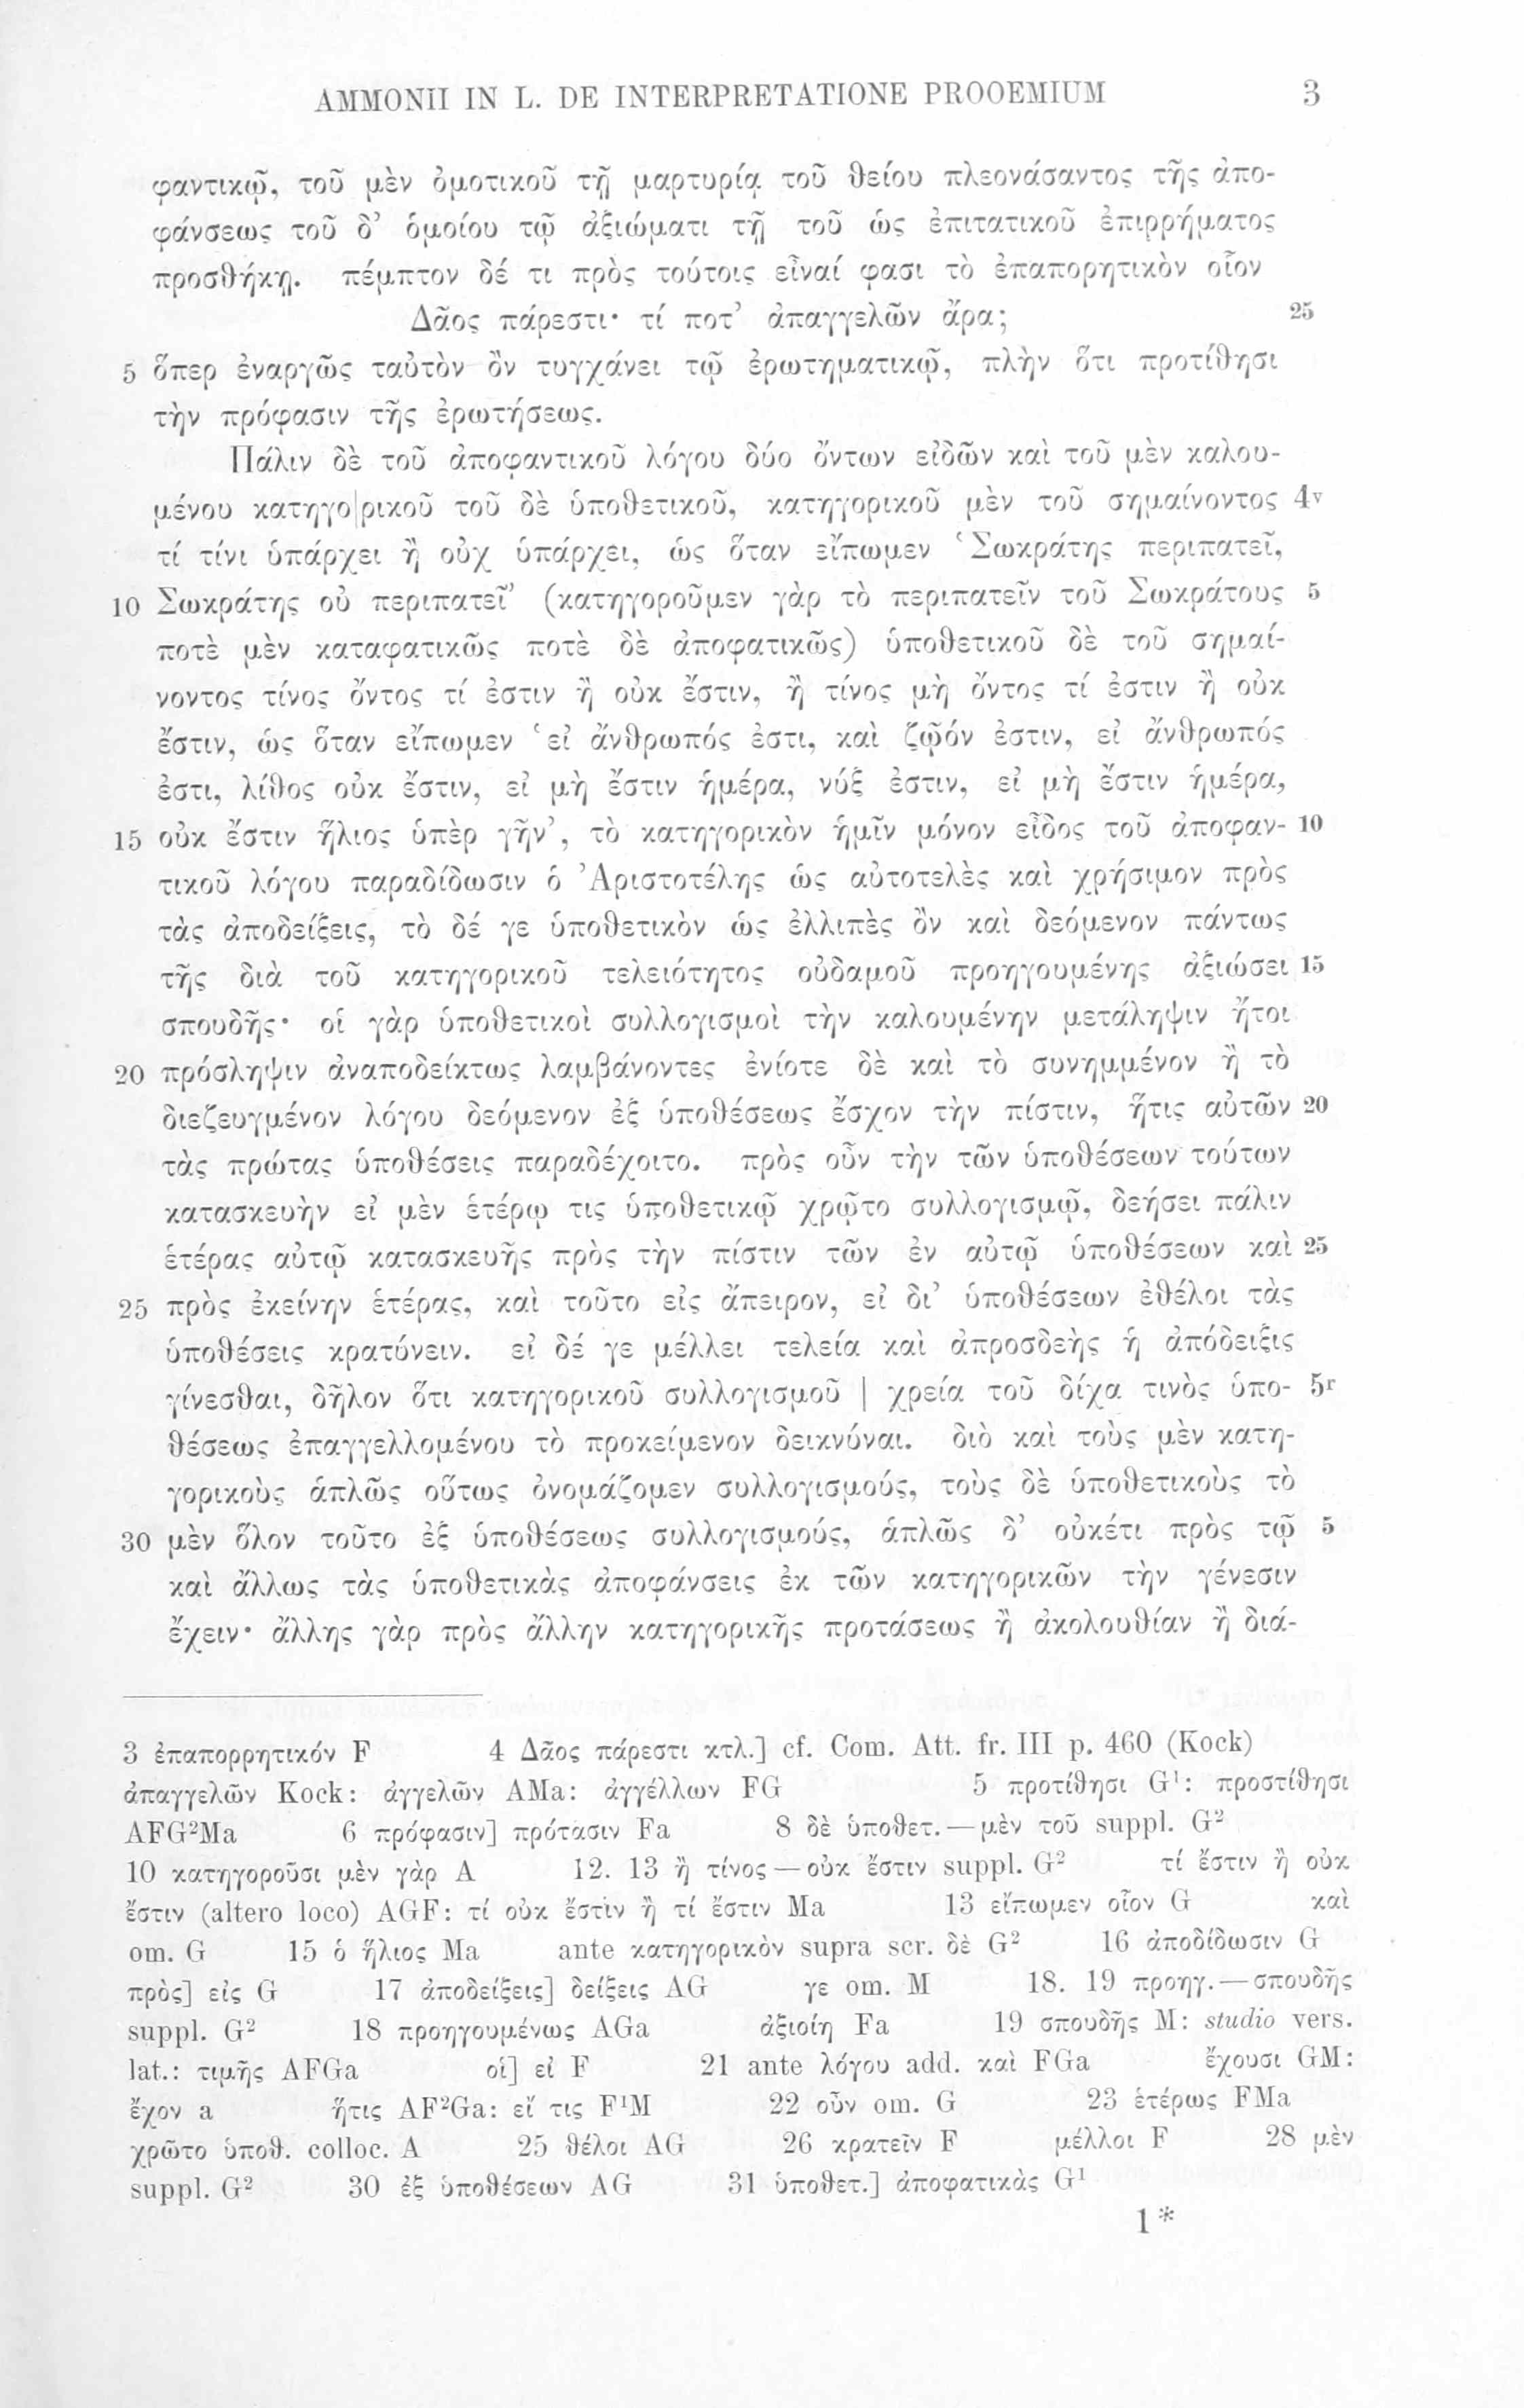 AMMONII IN L. DE INTERPRETATIONE PROOEMIUM 3
φαντικῷ, τοῦ μὲν ὀμοτικοῦ τῇ μαρτυρίᾳ τοῦ θείου πλεονάσαντος τῆς ἀπο-
φάνσεως τοῦ δ’ ὁμοίου τῷ ἀξιώματι τῇ τοῦ ὡς ἐπιτατικοῦ ἐπιρρήματος
προσθήκῃ. πέμπτον δέ τι πρὸς τούτοις εἶναί φασι τὸ ἐπαπορητικὸν οἷον
Δᾶος πάρεστι· τί ποτ’ ἀπαγγελῶν ἄρα; 25
5 ὅπερ ἐναργῶς ταὐτὸν ὂν τυγχάνει τῷ ἐρωτηματικῷ, πλὴν ὅτι προτίθησι
τὴν πρόφασιν τῆς ἐρωτήσεως.
Πάλιν δὲ τοῦ ἀποφαντικοῦ λόγου δύο ὄντων εἰδῶν καὶ τοῦ μὲν καλου-
μένου κατηγο|ρικοῦ τοῦ δὲ ὑποθετικοῦ, κατηγορικοῦ μὲν τοῦ σημαίνοντος 4v
τί τίνι ὑπάρχει ἢ οὐχ ὑπάρχει, ὡς ὅταν εἴπωμεν ‘Σωκράτης περιπατεῖ,
10 Σωκράτης οὐ περιπατεῖ’ (κατηγοροῦμεν γὰρ τὸ περιπατεῖν τοῦ Σωκράτους 5
ποτὲ μὲν καταφατικῶς ποτὲ δὲ ἀποφατικῶς) ὑποθετικοῦ δὲ τοῦ σημαί-
νοντος τίνος ὄντος τί ἐστιν ἢ οὐκ ἔστιν, ἢ τίνος μὴ ὄντος τί ἐστιν ἢ οὐκ
ἔστιν, ὡς ὅταν εἴπωμεν ‘εἰ ἄνθρωπός ἐστι, καὶ ζῷόν ἐστιν, εἰ ἄνθρωπός
ἐστι, λίθος οὐκ ἔστιν, εἰ μὴ ἔστιν ἡμέρα, νύξ ἐστιν, εἰ μὴ ἔστιν ἡμέρα,
15 οὐκ ἔστιν ἥλιος ὑπὲρ γῆν’, τὸ κατηγορικὸν ἡμῖν μόνον εἶδος τοῦ ἀποφαν- 10
τικοῦ λόγου παραδίδωσιν ὁ Ἀριστοτέλης ὡς αὐτοτελὲς καὶ χρήσιμον πρὸς
τὰς ἀποδείξεις, τὸ δέ γε ὑποθετικὸν ὡς ἐλλιπὲς ὂν καὶ δεόμενον πάντως
τῆς διὰ τοῦ κατηγορικοῦ τελειότητος οὐδαμοῦ προηγουμένης ἀξιώσει 15
σπουδῆς· οἱ γὰρ ὑποθετικοὶ συλλογισμοὶ τὴν καλουμένην μετάληψιν ἤτοι
20 πρόσληψιν ἀναποδείκτως λαμβάνοντες ἐνίοτε δὲ καὶ τὸ συνημμένον ἢ τὸ
διεζευγμένον λόγου δεόμενον ἐξ ὑποθέσεως ἔσχον τὴν πίστιν, ἥτις αὐτῶν 20
τὰς πρώτας ὑποθέσεις παραδέχοιτο. πρὸς οὖν τὴν τῶν ὑποθέσεων τούτων
κατασκευὴν εἰ μὲν ἑτέρῳ τις ὑποθετικῷ χρῷτο συλλογισμῷ, δεήσει πάλιν
ἑτέρας αὐτῷ κατασκευῆς πρὸς τὴν πίστιν τῶν ἐν αὐτῷ ὑποθέσεων καὶ 25
25 πρὸς ἐκείνην ἑτέρας, καὶ τοῦτο εἰς ἄπειρον, εἰ δι’ ὑποθέσεων ἐθέλοι τὰς
ὑποθέσεις κρατύνειν. εἰ δέ γε μέλλει τελεία καὶ ἀπροσδεὴς ἡ ἀπόδειξις
γίνεσθαι, δῆλον ὅτι κατηγορικοῦ συλλογισμοῦ | χρεία τοῦ δίχα τινὸς ὑπο- 5r
θέσεως ἐπαγγελλομένου τὸ προκείμενον δεικνύναι. διὸ καὶ τοὺς μὲν κατη-
γορικοὺς ἁπλῶς οὕτως ὀνομάζομεν συλλογισμούς, τοὺς δὲ ὑποθετικοὺς τὸ
30 μὲν ὅλον τοῦτο ἐξ ὑποθέσεως συλλογισμούς, ἁπλῶς δ’ οὐκέτι πρὸς τῷ 5
καὶ ἄλλως τὰς ὑποθετικὰς ἀποφάνσεις ἐκ τῶν κατηγορικῶν τὴν γένεσιν
ἔχειν· ἄλλης γὰρ πρὸς ἄλλην κατηγορικῆς προτάσεως ἢ ἀκολουθίαν ἢ διά-
3 ἐπαπορρητικόν F 4 Δᾶος πάρεστι κτλ.] cf. Com. Att. fr. III p. 460 (Kock)
ἀπαγγελῶν Kock: ἀγγελῶν AMa: ἀγγέλλων FG 5 προτίθησι G¹: προστίθησι
AFG²Ma 6 πρόφασιν] πρότασιν Fa 8 δὲ ὑποθετ. — μὲν τοῦ suppl. G²
10 κατηγοροῦσι μὲν γὰρ A 12. 13 ἢ τίνος — οὐκ ἔστιν suppl. G² τί ἔστιν ἢ οὐκ
ἔστιν (altero loco) AGF: τί οὐκ ἔστιν ἢ τί ἔστιν Ma 13 εἴπωμεν οἷον G καὶ
om. G 15 ὁ ἥλιος Ma ante κατηγορικὸν supra scr. δὲ G² 16 ἀποδίδωσιν G
πρὸς] εἰς G 17 ἀποδείξεις] δείξεις AG γε om. M 18. 19 προηγ. — σπουδῆς
suppl. G² 18 προηγουμένως AGa ἀξιοίη Fa 19 σπουδῆς M: studio vers.
lat.: τιμῆς AFGa οἱ] εἰ F 21 ante λόγου add. καὶ FGa ἔχουσι GM:
ἔχον a ἥτις AF²Ga: εἴ τις F¹M 22 οὖν om. G 23 ἑτέρως FMa
χρῶτο ὑποθ. colloc. A 25 θέλοι AG 26 κρατεῖν F μέλλοι F 28 μὲν
suppl. G² 30 ἐξ ὑποθέσεων AG 31 ὑποθετ.] ἀποφατικὰς G¹
1*